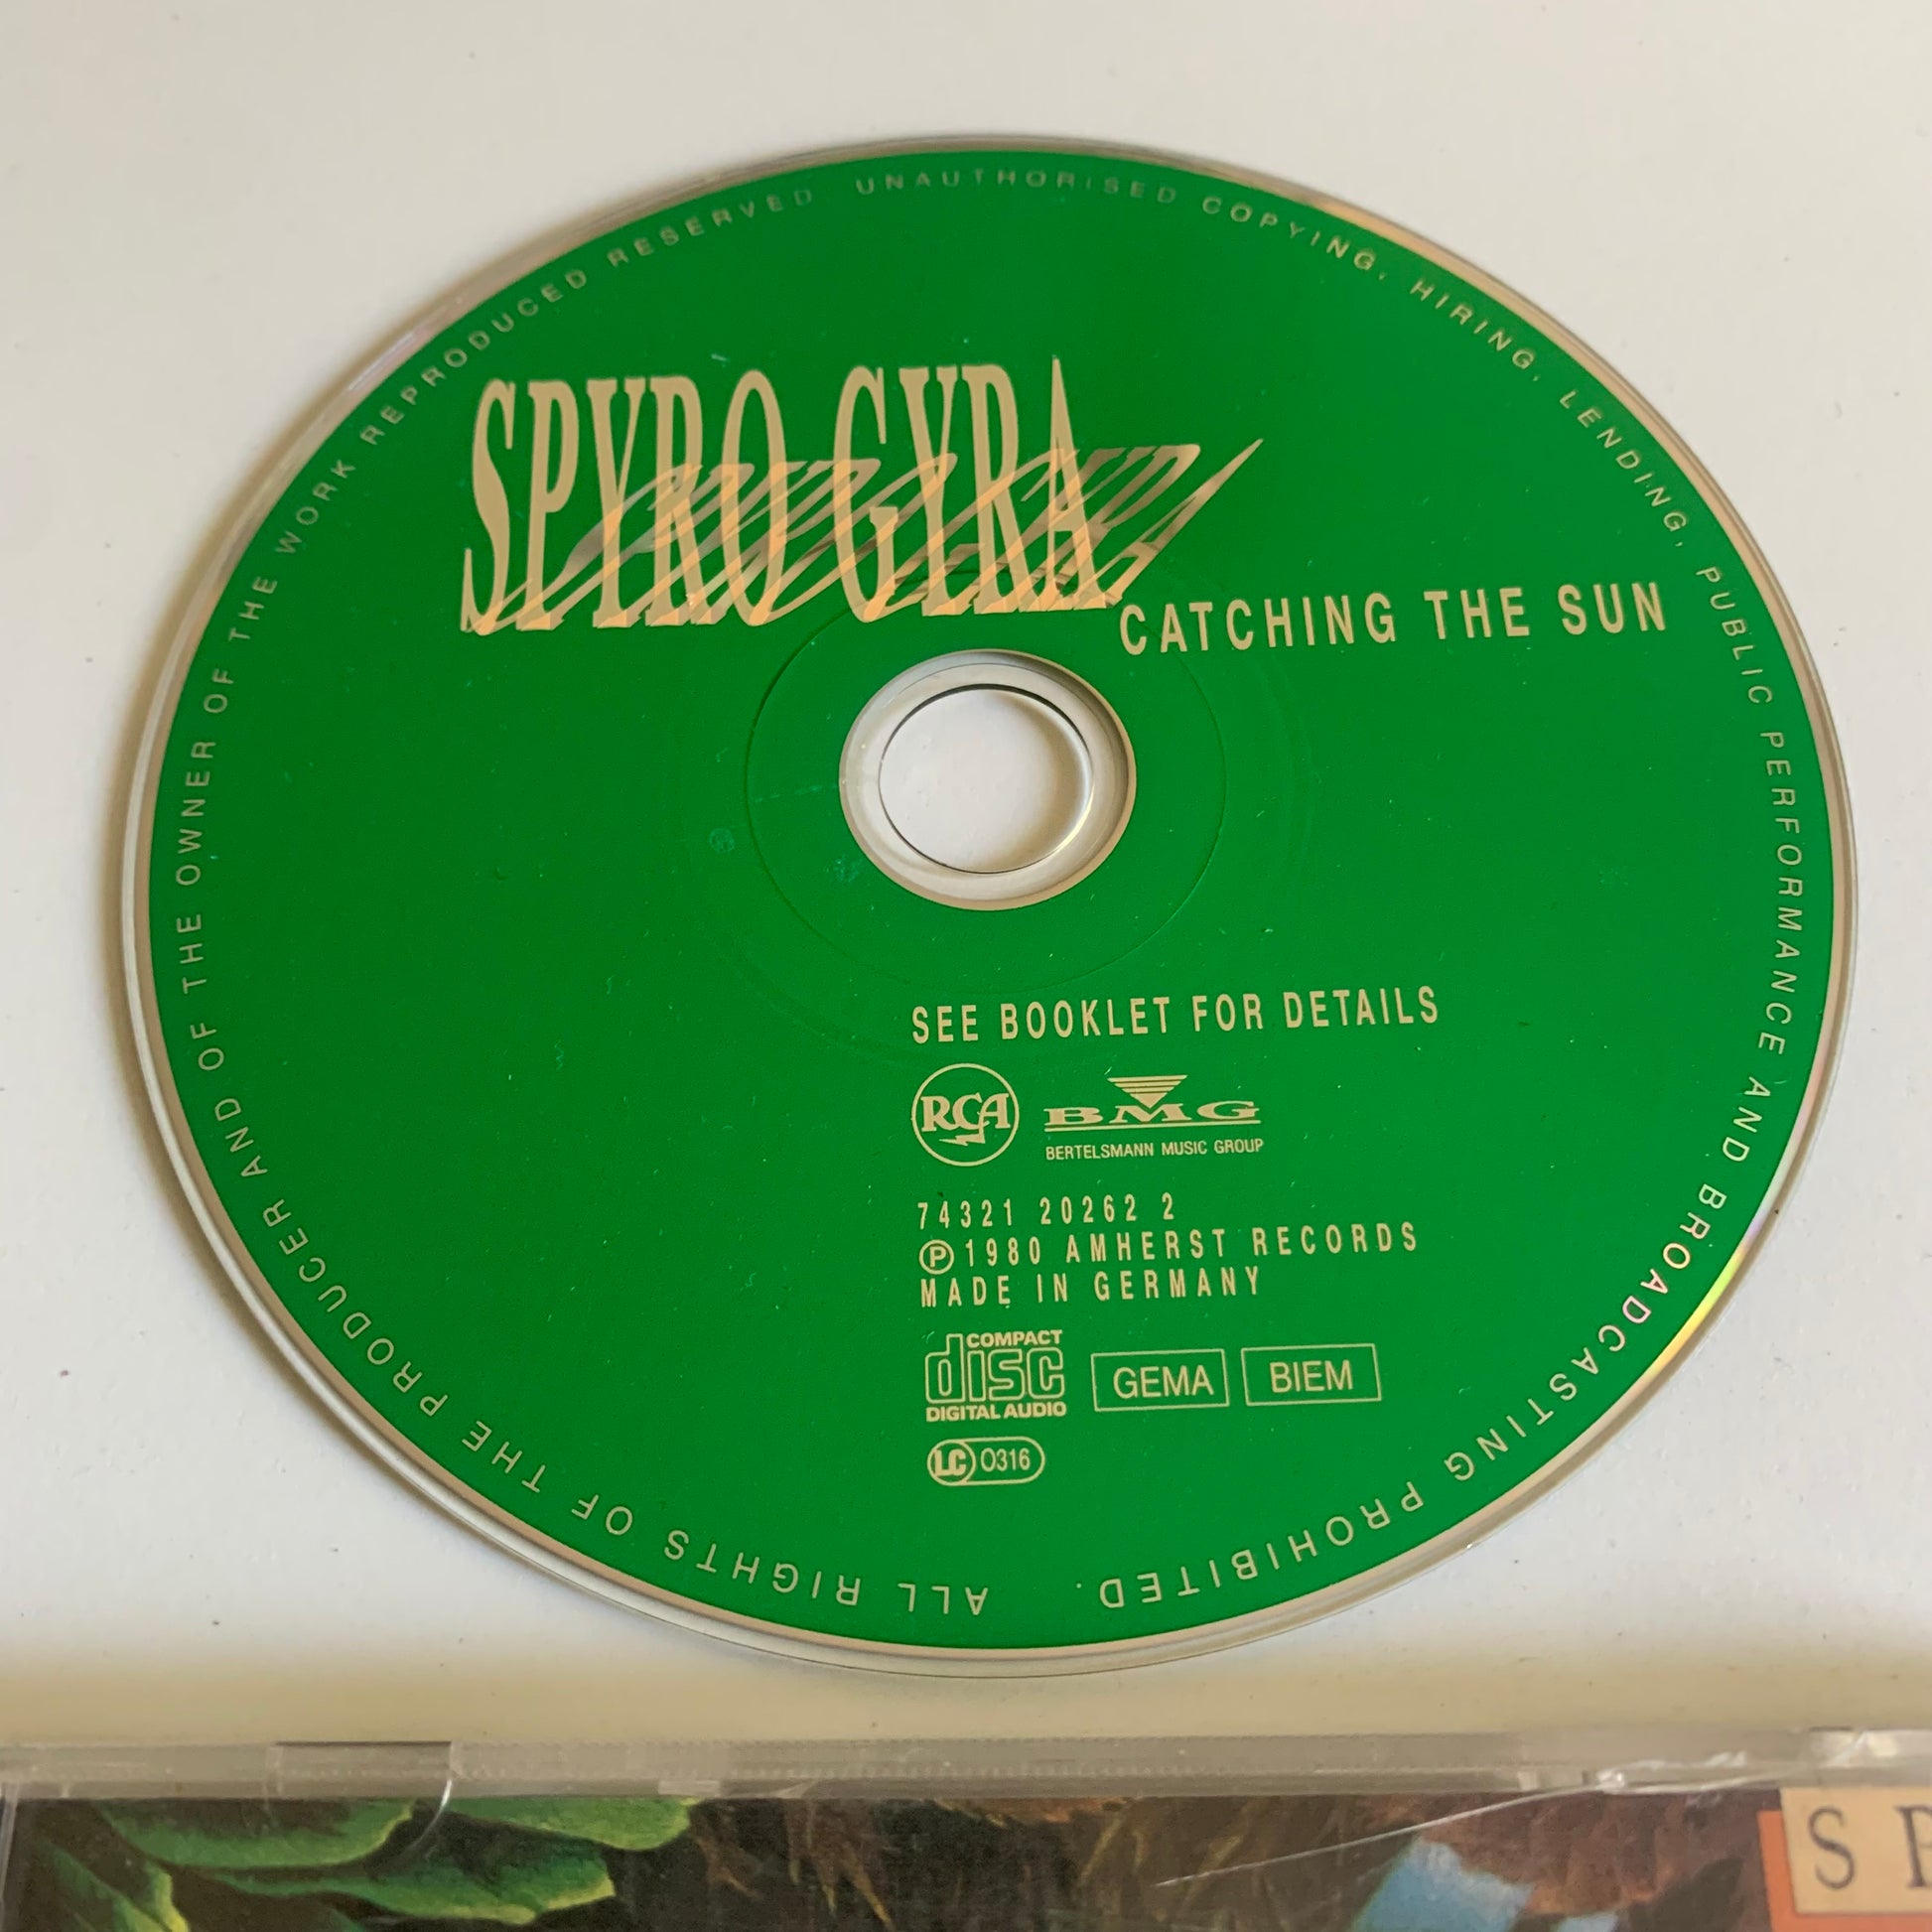 SPYRO GYRA
CATCHING THE SUN
SEE BOOKLET FOR DETAILS
RCA BMG
BERTELSMANN MUSIC GROUP
74321 20262 2
℗ 1980 AMHERST RECORDS
MADE IN GERMANY
COMPACT
disc
DIGITAL AUDIO
GEMA BIEM
LC 0316
ALL RIGHTS OF THE PRODUCER AND OF THE OWNER OF THE WORK REPRODUCED RESERVED UNAUTHORISED COPYING, HIRING, LENDING, PUBLIC PERFORMANCE AND BROADCASTING PROHIBITED.